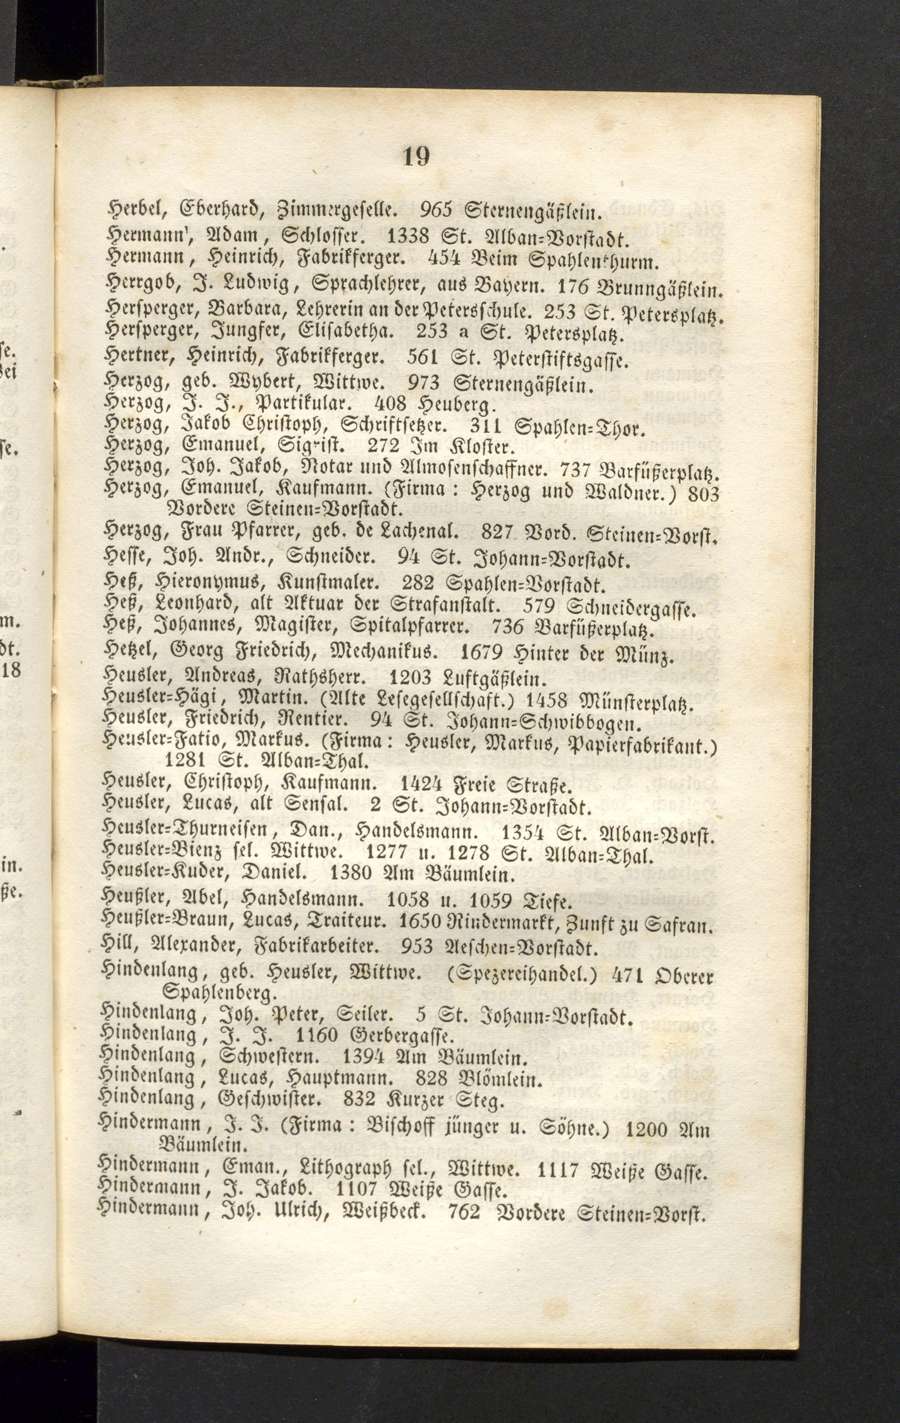 19
Herbel, Eberhard, Zimmergeselle. 965 Sternengäßlein.
Hermann', Adam, Schlosser. 1338 St. Alban-Vorstadt.
Hermann, Heinrich, Fabrikferger. 454 Beim Spahlenthurm.
Herrgod, J. Ludwig, Sprachlehrer, aus Bayern. 176 Brunngäßlein.
Hersperger, Barbara, Lehrerin an der Petersschule. 253 St. Petersplatz.
Hersperger, Jungfer, Elisabetha. 253 a St. Petersplatz.
Hertner, Heinrich, Fabrikferger. 561 St. Peterstiftsgasse.
Herzog, geb. Wybert, Wittwe. 973 Sternengäßlein.
Herzog, J. J., Partikular. 408 Heuberg.
Herzog, Jakob Christoph, Schriftsetzer. 311 Spahlen-Thor.
Herzog, Emanuel, Sigrist. 272 Im Kloster.
Herzog, Joh. Jakob, Notar und Almosenschaffner. 737 Barfüßerplatz.
Herzog, Emanuel, Kaufmann. (Firma: Herzog und Waldner.) 803
Vordere Steinen-Vorstadt.
Herzog, Frau Pfarrer, geb. de Lachenal. 827 Vord. Steinen-Vorst.
Hesse, Joh. Andr., Schneider. 94 St. Johann-Vorstadt.
Heß, Hieronymus, Kunstmaler. 282 Spahlen-Vorstadt.
Heß, Leonhard, alt Aktuar der Strafanstalt. 579 Schneidergasse.
Heß, Johannes, Magister, Spitalpfarrer. 736 Barfüßerplatz.
Hetzel, Georg Friedrich, Mechanikus. 1679 Hinter der Münz.
Heusler, Andreas, Rathsherr. 1203 Luftgäßlein.
Heusler-Hägi, Martin. (Alte Lesegesellschaft.) 1458 Münsterplatz.
Heusler, Friedrich, Rentier. 94 St. Johann-Schwibbogen.
Heusler-Fatio, Markus. (Firma: Heusler, Markus, Papierfabrikant.)
1281 St. Alban-Thal.
Heusler, Christoph, Kaufmann. 1424 Freie Straße.
Heusler, Lucas, alt Sensal. 2 St. Johann-Vorstadt.
Heusler-Thurneisen, Dan., Handelsmann. 1354 St. Alban-Vorst.
Heusler-Bienz sel. Wittwe. 1277 u. 1278 St. Alban-Thal.
Heusler-Kuder, Daniel. 1380 Am Bäumlein.
Heußler, Abel, Handelsmann. 1058 u. 1059 Tiefe.
Heußler-Braun, Lucas, Traiteur. 1650 Rindermarkt, Zunft zu Safran.
Hill, Alexander, Fabrikarbeiter. 953 Aeschen-Vorstadt.
Hindenlang, geb. Heusler, Wittwe. (Spezereihandel.) 471 Oberer
Spahlenberg.
Hindenlang, Joh. Peter, Seiler. 5 St. Johann-Vorstadt.
Hindenlang, J. J. 1160 Gerbergasse.
Hindenlang, Schwestern. 1394 Am Bäumlein.
Hindenlang, Lucas, Hauptmann. 828 Blömlein.
Hindenlang, Geschwister. 832 Kurzer Steg.
Hindermann, J. J. (Firma: Bischoff jünger u. Söhne.) 1200 Am
Bäumlein.
Hindermann, Eman., Lithograph sel., Wittwe. 1117 Weiße Gasse.
Hindermann, J. Jakob. 1107 Weiße Gasse.
Hindermann, Joh. Ulrich, Weißbeck. 762 Vordere Steinen-Vorst.